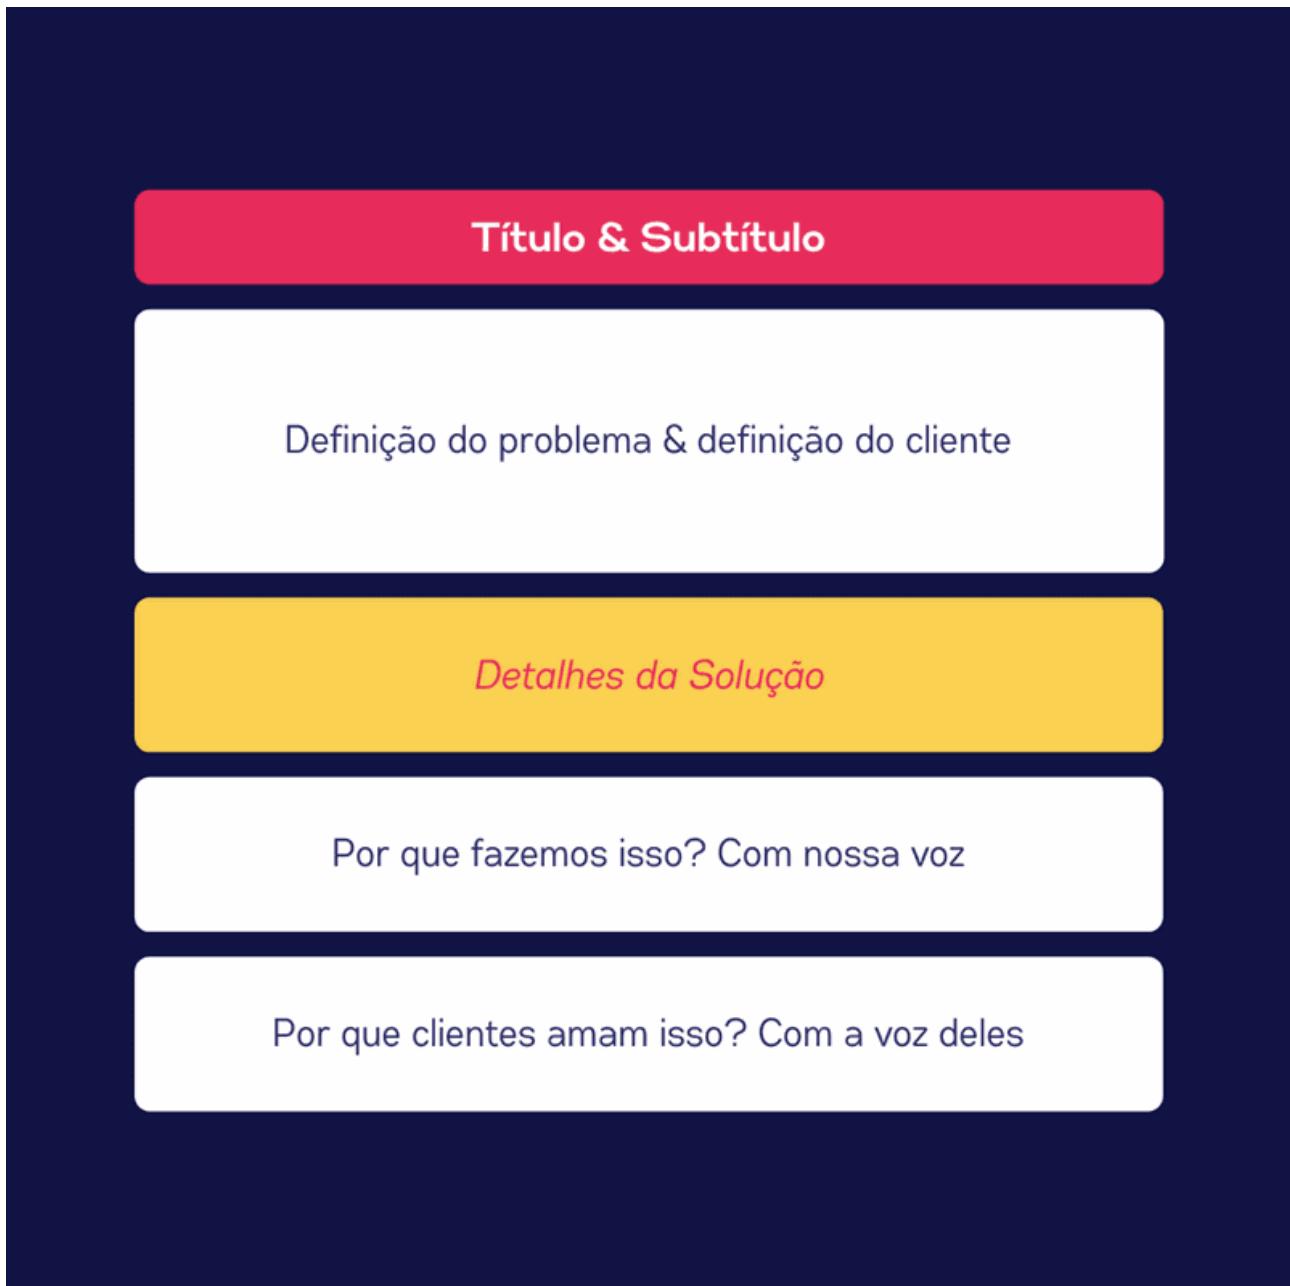 Título & Subtítulo
Definição do problema & definição do cliente
Detalhes da Solução
Por que fazemos isso? Com nossa voz
Por que clientes amam isso? Com a voz deles